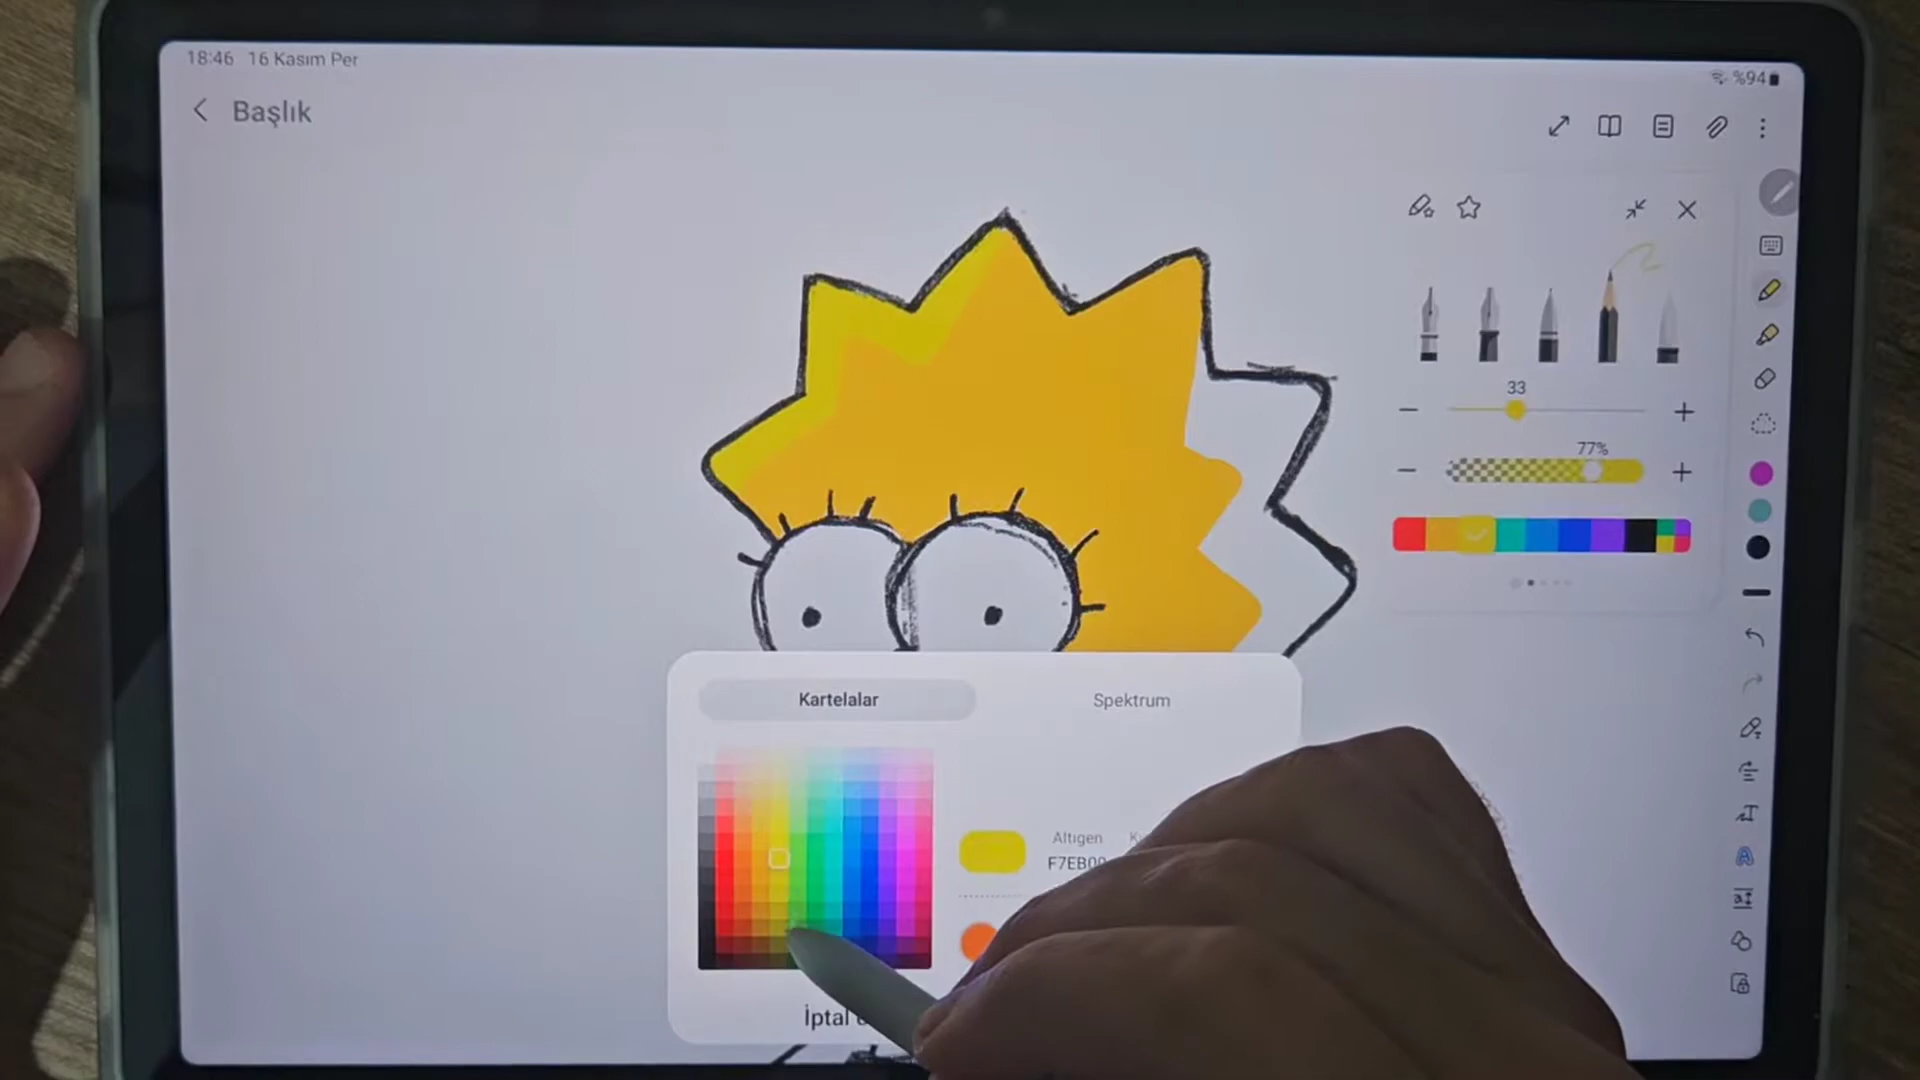 18:46 16 Kasım Per
%94
Başlık
33
77%
Kartelalar
Spektrum
Altıgen
F7EB00
İptal